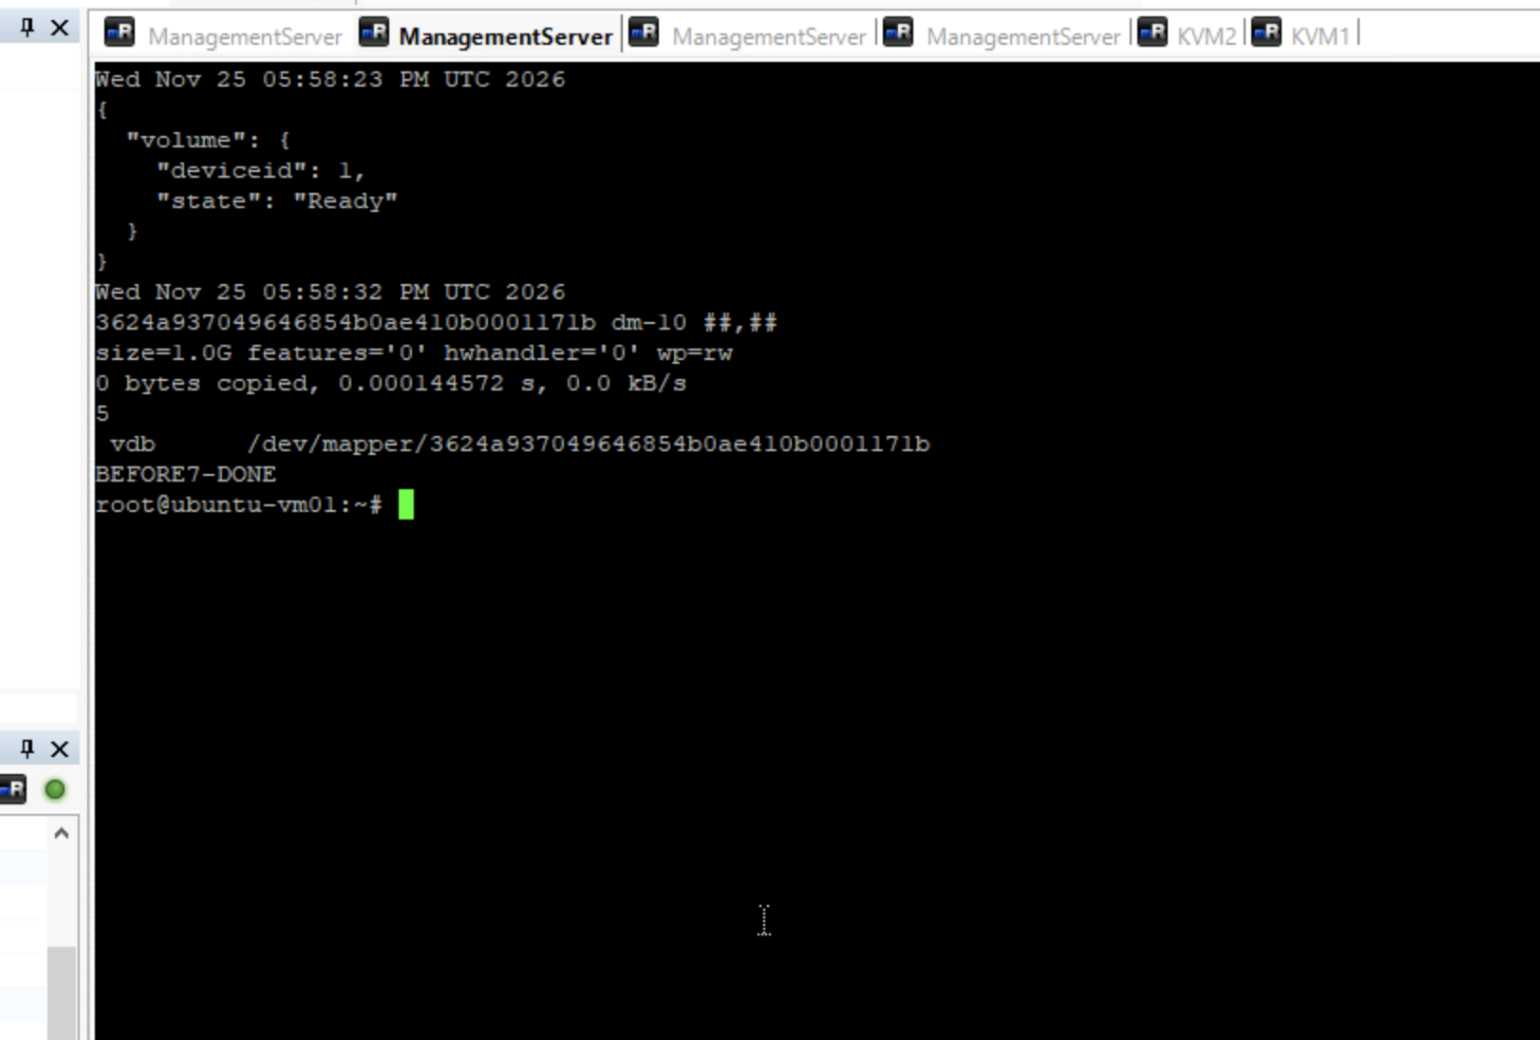 ManagementServer ManagementServer ManagementServer ManagementServer KVM2 KVM1
Wed Nov 25 05:58:23 PM UTC 2026
{
  "volume": {
    "deviceid": 1,
    "state": "Ready"
  }
}
Wed Nov 25 05:58:32 PM UTC 2026
3624a937049646854b0ae410b0001171b dm-10 ##,##
size=1.0G features='0' hwhandler='0' wp=rw
0 bytes copied, 0.000144572 s, 0.0 kB/s
5
 vdb      /dev/mapper/3624a937049646854b0ae410b0001171b
BEFORE7-DONE
root@ubuntu-vm01:~#